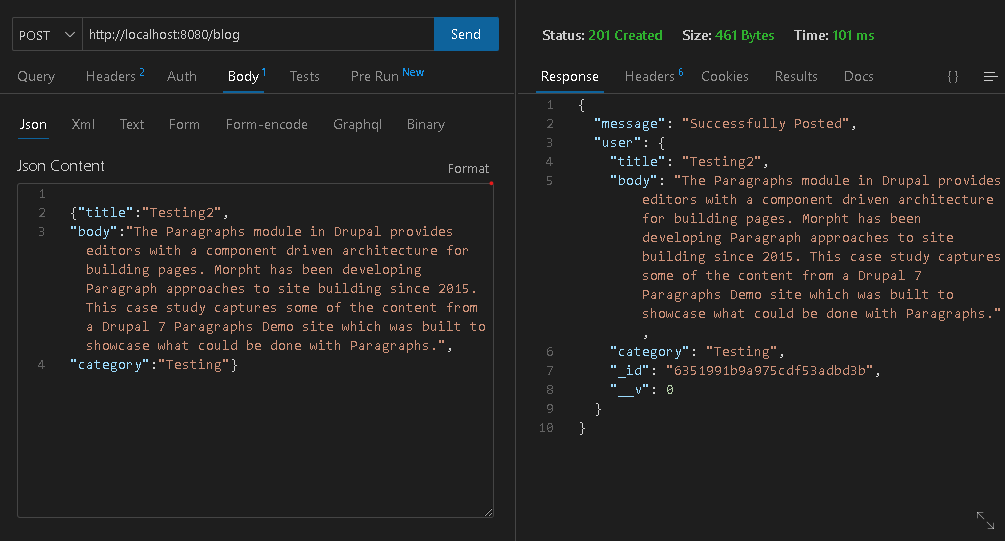 POST http://localhost:8080/blog Send
Query Headers 2 Auth Body 1 Tests Pre Run New
Json Xml Text Form Form-encode Graphql Binary
Json Content Format
1
2 {"title":"Testing2",
3 "body":"The Paragraphs module in Drupal provides
editors with a component driven architecture for
building pages. Morpht has been developing
Paragraph approaches to site building since 2015.
This case study captures some of the content from
a Drupal 7 Paragraphs Demo site which was built to
showcase what could be done with Paragraphs.",
4 "category":"Testing"}
Status: 201 Created Size: 461 Bytes Time: 101 ms
Response Headers 6 Cookies Results Docs {}
1 {
2 "message": "Successfully Posted",
3 "user": {
4 "title": "Testing2",
5 "body": "The Paragraphs module in Drupal provides
editors with a component driven architecture
for building pages. Morpht has been
developing Paragraph approaches to site
building since 2015. This case study captures
some of the content from a Drupal 7
Paragraphs Demo site which was built to
showcase what could be done with Paragraphs."
,
6 "category": "Testing",
7 "_id": "6351991b9a975cdf53adbd3b",
8 "__v": 0
9 }
10 }